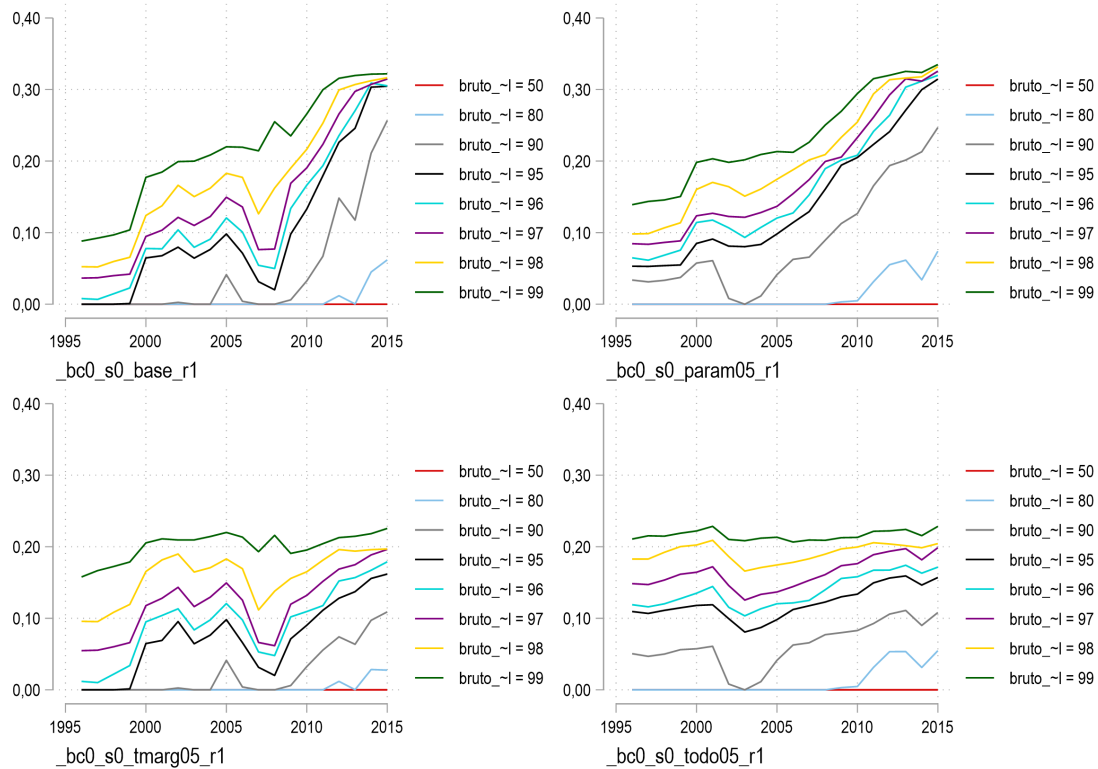 0,40
0,30
0,20
0,10
0,00
1995 2000 2005 2010 2015
bruto_~l = 50
bruto_~l = 80
bruto_~l = 90
bruto_~l = 95
bruto_~l = 96
bruto_~l = 97
bruto_~l = 98
bruto_~l = 99
_bc0_s0_base_r1
0,40
0,30
0,20
0,10
0,00
1995 2000 2005 2010 2015
bruto_~l = 50
bruto_~l = 80
bruto_~l = 90
bruto_~l = 95
bruto_~l = 96
bruto_~l = 97
bruto_~l = 98
bruto_~l = 99
_bc0_s0_param05_r1
0,40
0,30
0,20
0,10
0,00
1995 2000 2005 2010 2015
bruto_~l = 50
bruto_~l = 80
bruto_~l = 90
bruto_~l = 95
bruto_~l = 96
bruto_~l = 97
bruto_~l = 98
bruto_~l = 99
_bc0_s0_tmarg05_r1
0,40
0,30
0,20
0,10
0,00
1995 2000 2005 2010 2015
bruto_~l = 50
bruto_~l = 80
bruto_~l = 90
bruto_~l = 95
bruto_~l = 96
bruto_~l = 97
bruto_~l = 98
bruto_~l = 99
_bc0_s0_todo05_r1